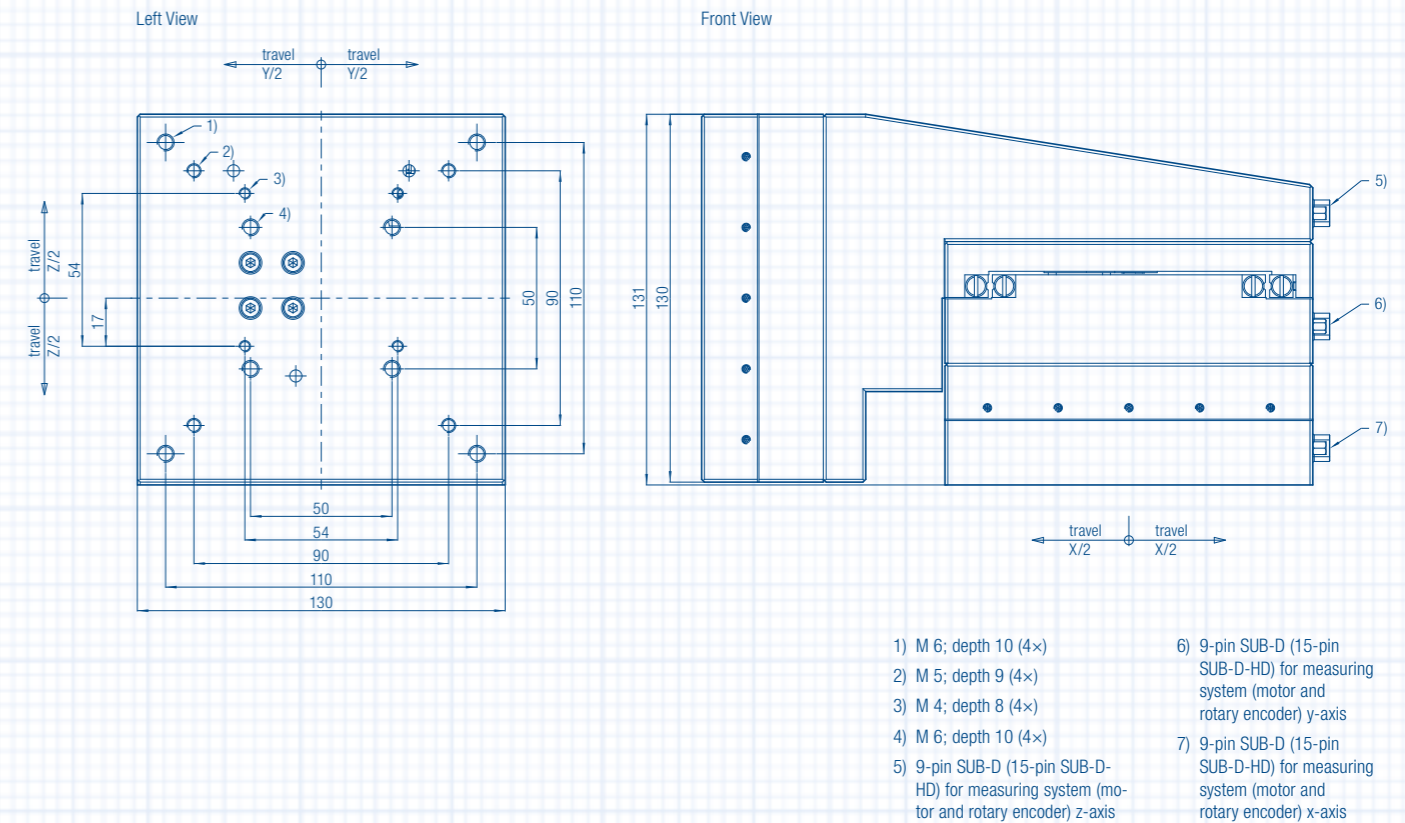 Left View
Front View
travel
Y/2
travel
Y/2
1)
2)
3)
4)
travel
Z/2
travel
Z/2
54
17
50
90
110
50
54
90
110
130
131
130
5)
6)
7)
travel
X/2
travel
X/2
1) M 6; depth 10 (4×)
2) M 5; depth 9 (4×)
3) M 4; depth 8 (4×)
4) M 6; depth 10 (4×)
5) 9-pin SUB-D (15-pin SUB-D-
HD) for measuring system (mo-
tor and rotary encoder) z-axis
6) 9-pin SUB-D (15-pin
SUB-D-HD) for measuring
system (motor and
rotary encoder) y-axis
7) 9-pin SUB-D (15-pin
SUB-D-HD) for measuring
system (motor and
rotary encoder) x-axis